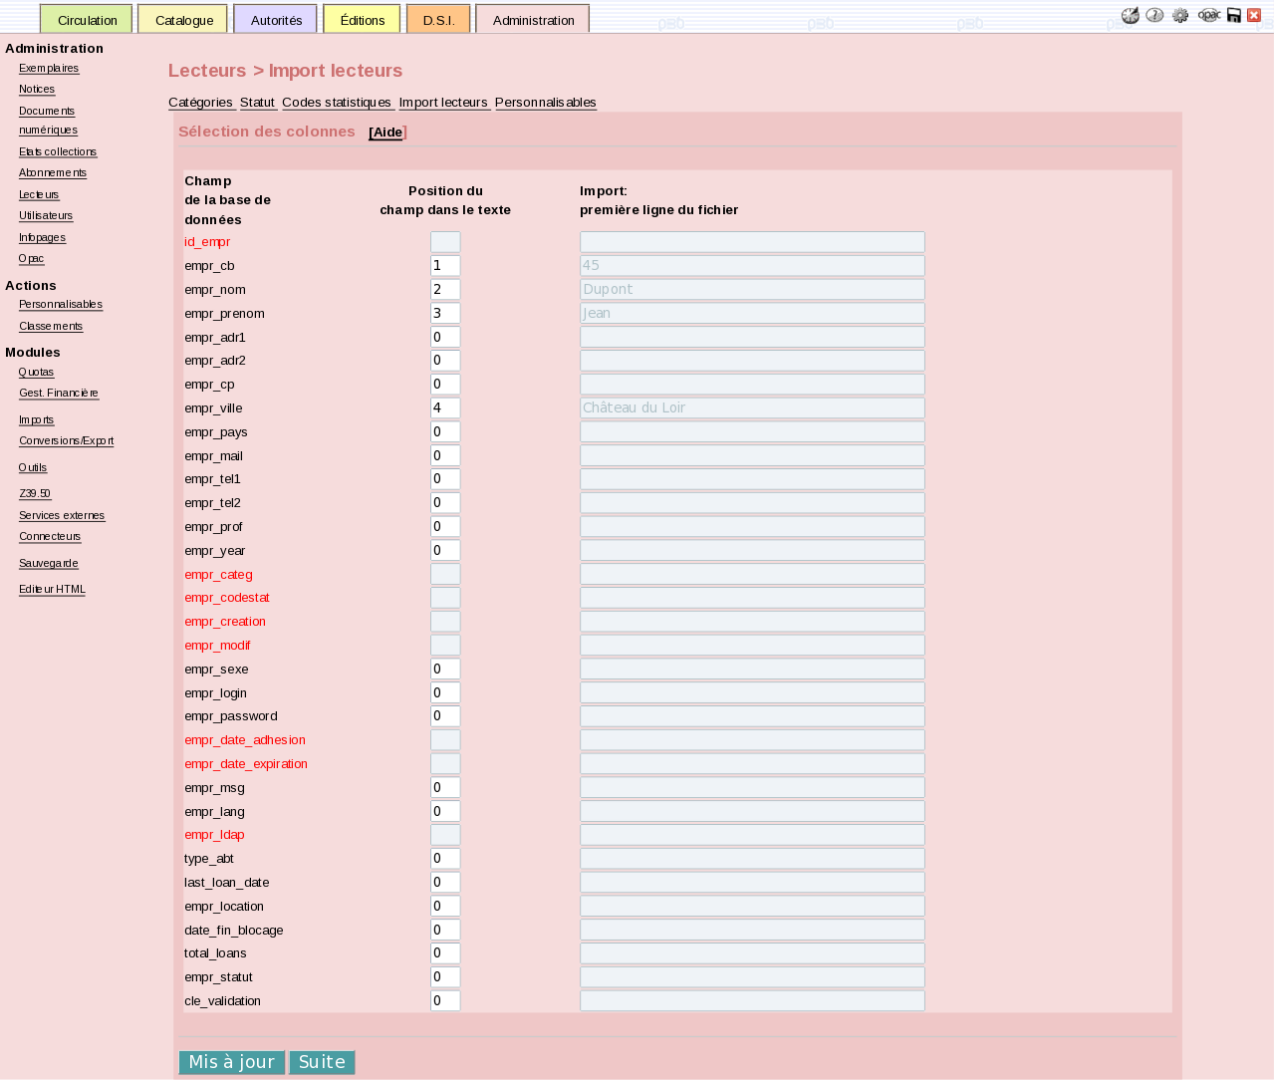 Circulation Catalogue Autorités Éditions D.S.I. Administration
opac
Administration
Exemplaires
Notices
Documents
numériques
Etats collections
Abonnements
Lecteurs
Utilisateurs
Infopages
Opac
Actions
Personnalisables
Classements
Modules
Quotas
Gest. Financière
Imports
Conversions/Export
Outils
Z39.50
Services externes
Connecteurs
Sauvegarde
Editeur HTML
Lecteurs > Import lecteurs
Catégories Statut Codes statistiques Import lecteurs Personnalisables
Sélection des colonnes [Aide]
Champ
de la base de
données
Position du
champ dans le texte
Import:
première ligne du fichier
id_empr
empr_cb 1 45
empr_nom 2 Dupont
empr_prenom 3 Jean
empr_adr1 0
empr_adr2 0
empr_cp 0
empr_ville 4 Château du Loir
empr_pays 0
empr_mail 0
empr_tel1 0
empr_tel2 0
empr_prof 0
empr_year 0
empr_categ
empr_codestat
empr_creation
empr_modif
empr_sexe 0
empr_login 0
empr_password 0
empr_date_adhesion
empr_date_expiration
empr_msg 0
empr_lang 0
empr_ldap
type_abt 0
last_loan_date 0
empr_location 0
date_fin_blocage 0
total_loans 0
empr_statut 0
cle_validation 0
Mis à jour Suite